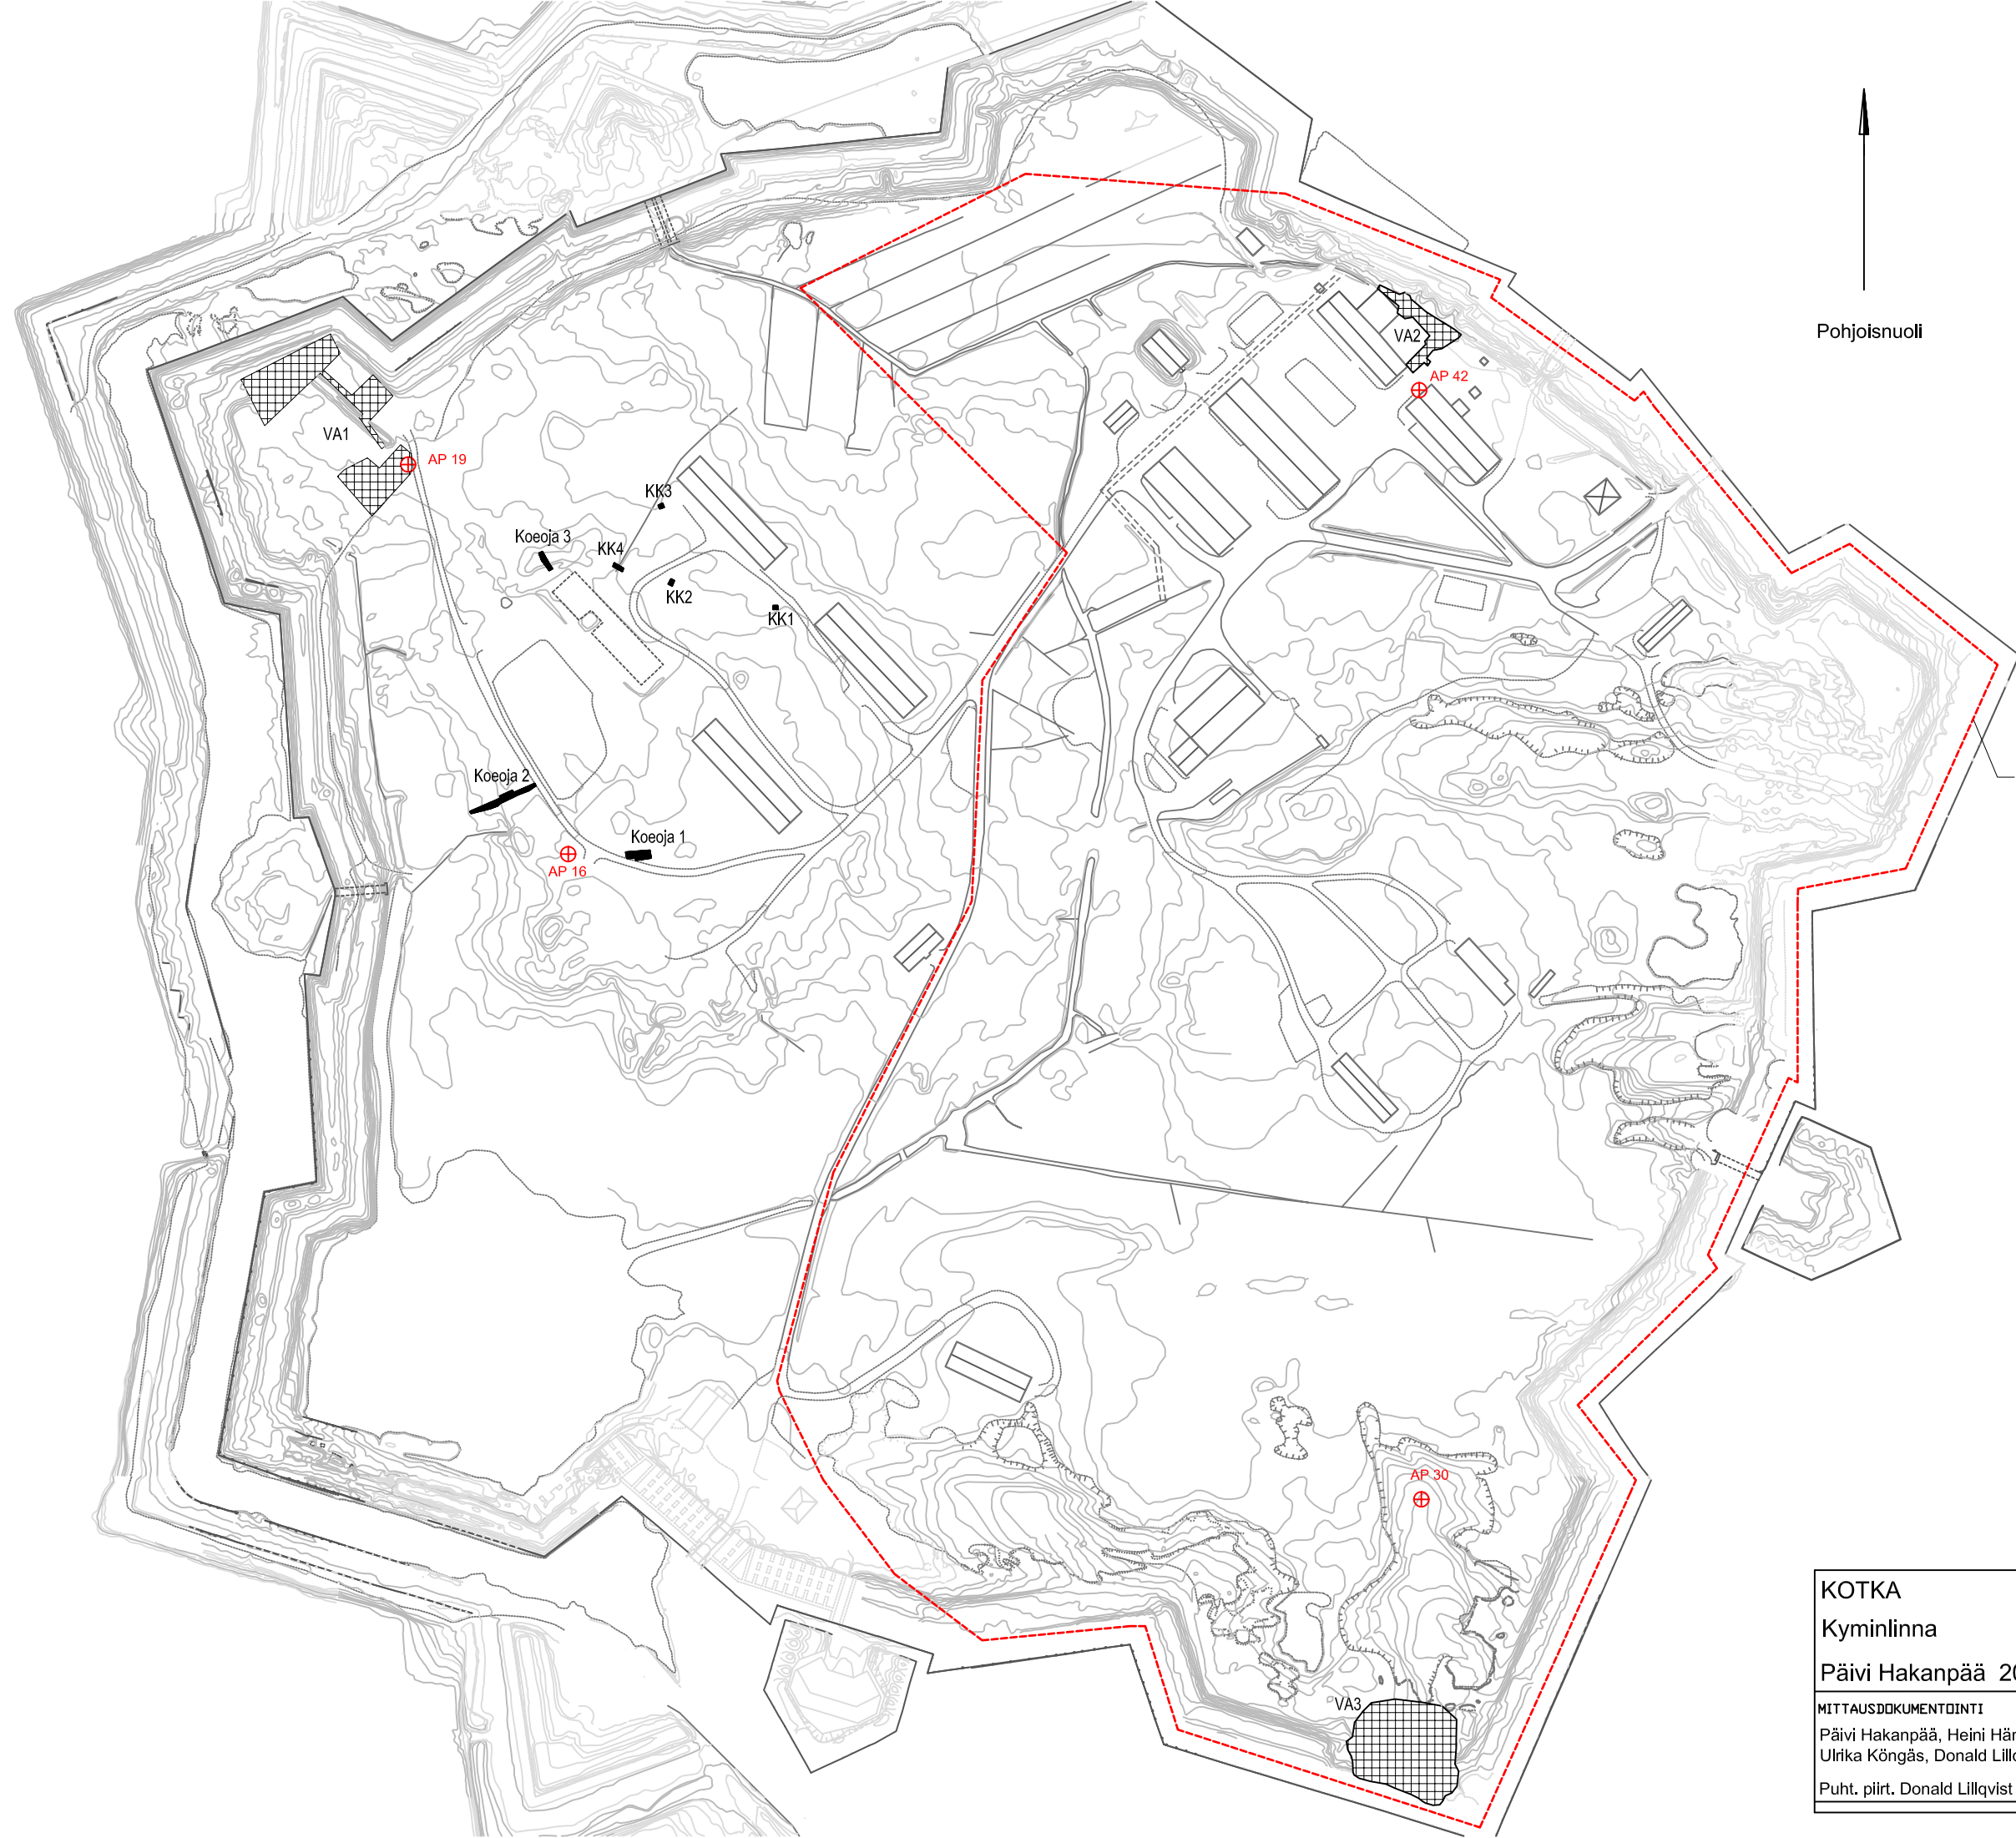 Pohjoisnuoli
VA2
AP 42
VA1
AP 19
KK3
Koeoja 3
KK4
KK2
KK1
Koeoja 2
Koeoja 1
AP 16
AP 30
VA3
KOTKA
Kyminlinna
Päivi Hakanpää
MITTAUSDOKUMENTOINTI
Päivi Hakanpää, Heini
Ulrika Köngäs, Donald
Puht. piirt. Donald Lillqvist